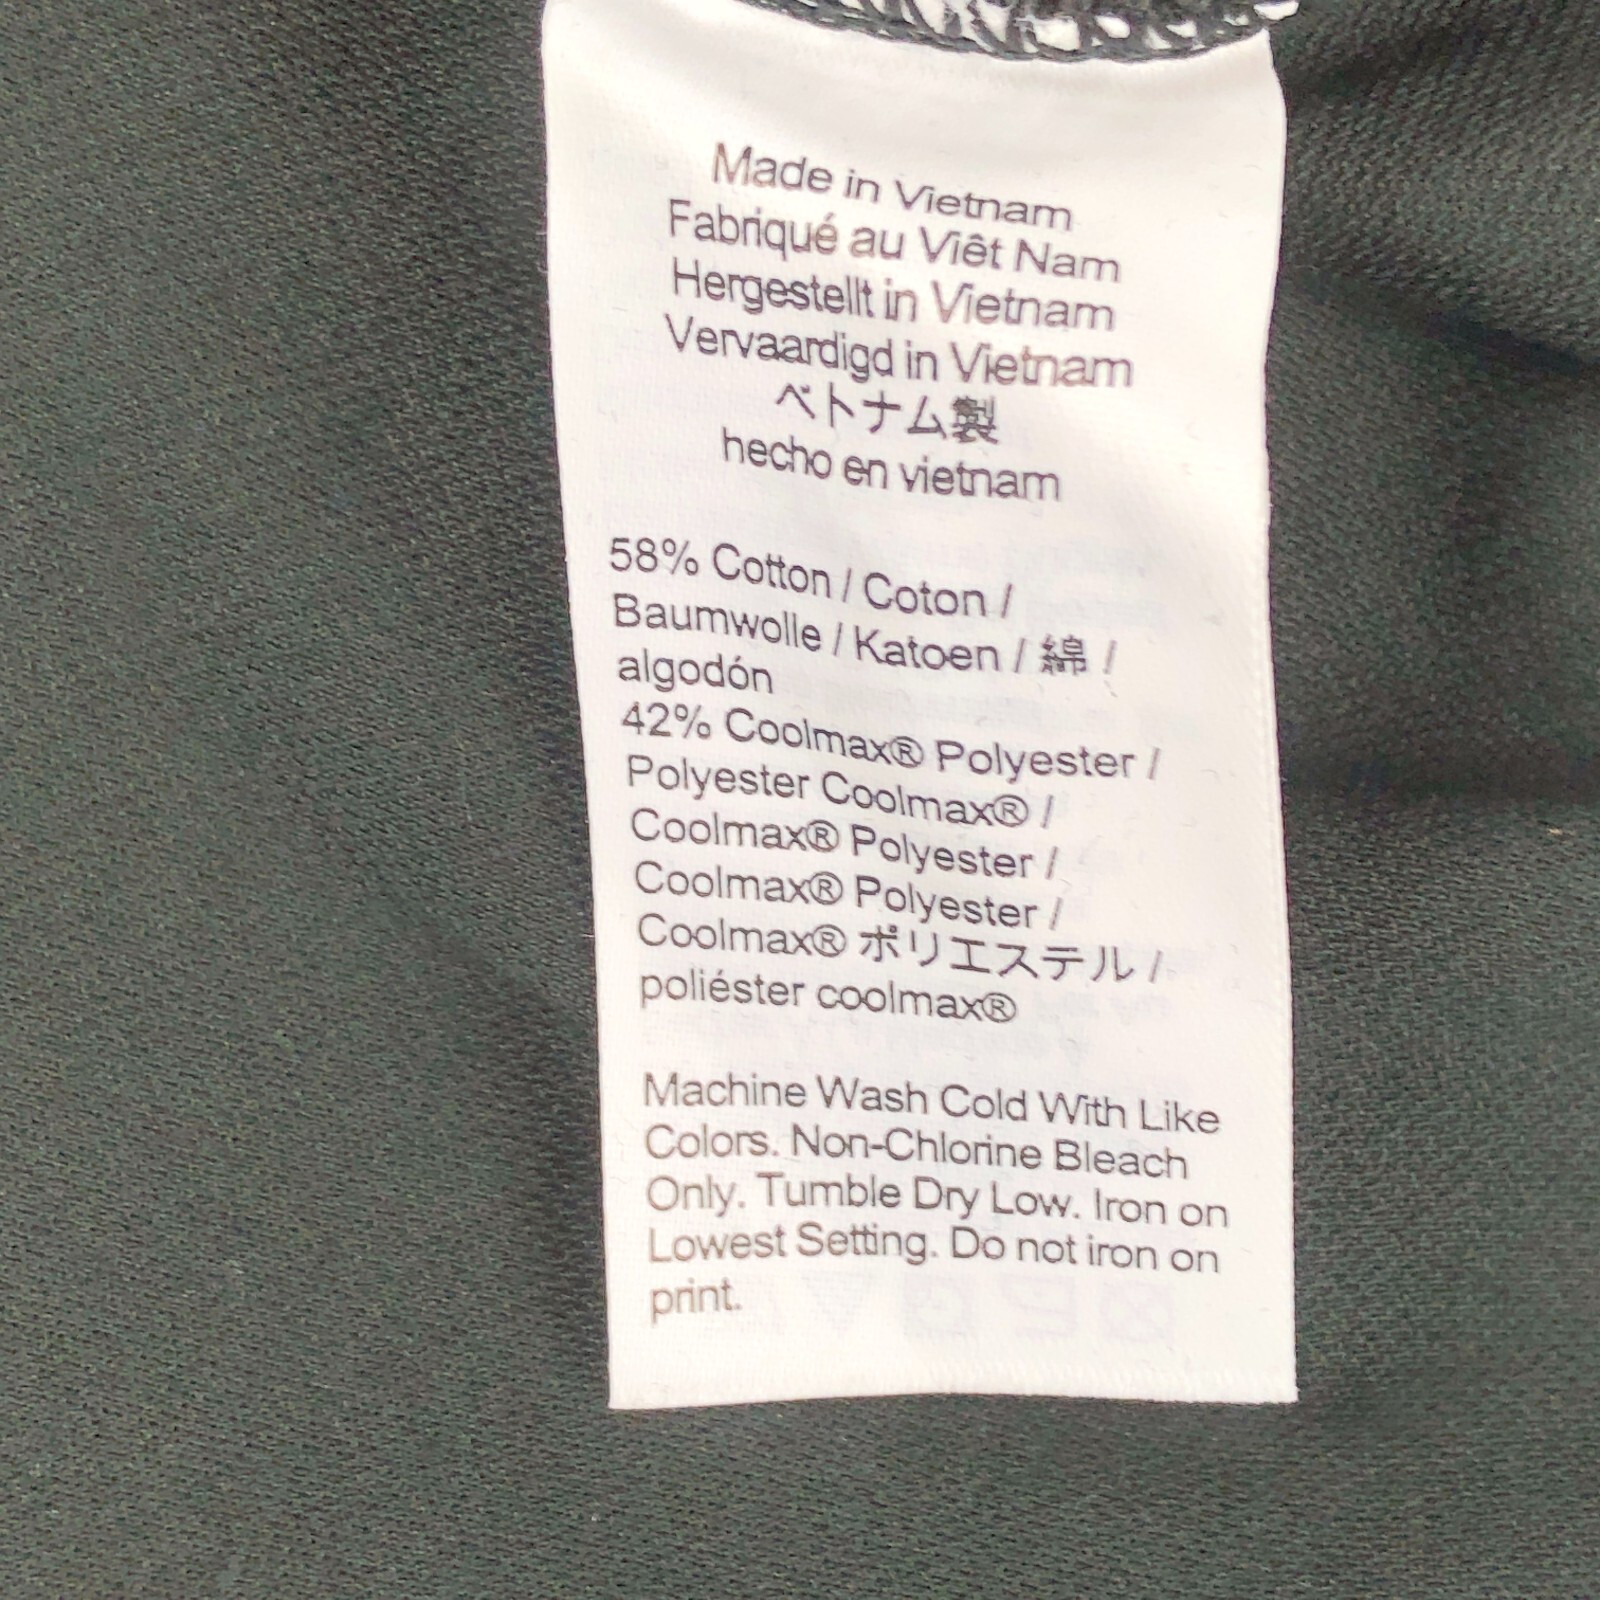 Made in Vietnam
Fabriqué au Viêt Nam
Hergestellt in Vietnam
Vervaardigd in Vietnam
ベトナム製
hecho en vietnam
58% Cotton / Coton /
Baumwolle / Katoen / 綿 /
algodón
42% Coolmax® Polyester /
Polyester Coolmax® /
Coolmax® Polyester /
Coolmax® Polyester /
Coolmax® ポリエステル /
poliéster coolmax®
Machine Wash Cold With Like
Colors. Non-Chlorine Bleach
Only. Tumble Dry Low. Iron on
Lowest Setting. Do not iron on
print.